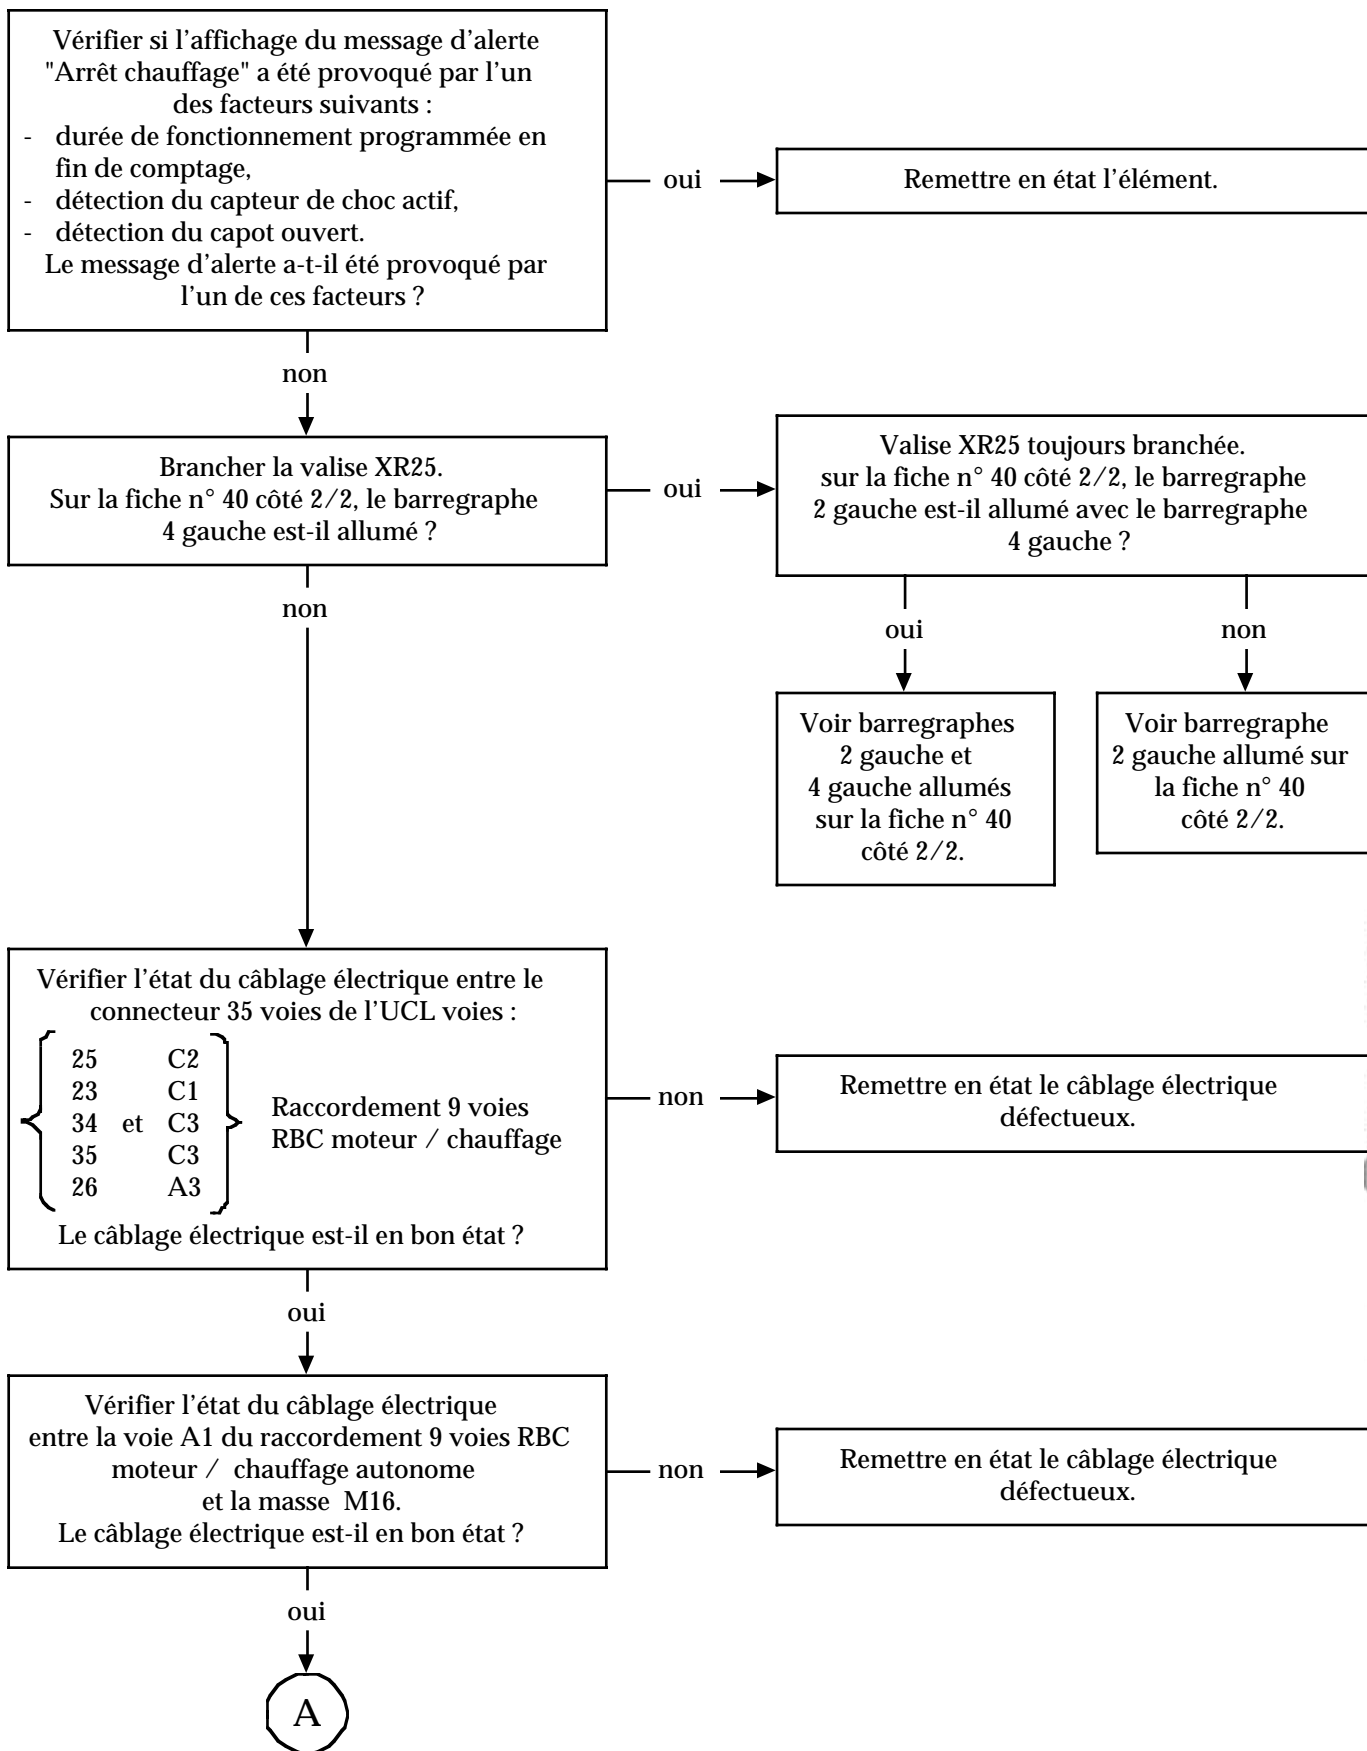 Vérifier si l'affichage du message d'alerte
"Arrêt chauffage" a été provoqué par l'un
des facteurs suivants :
- durée de fonctionnement programmée en
fin de comptage,
- détection du capteur de choc actif,
- détection du capot ouvert.
Le message d'alerte a-t-il été provoqué par
l'un de ces facteurs ?
oui
Remettre en état l'élément.
non
Brancher la valise XR25.
Sur la fiche n° 40 côté 2/2, le barregraphe
4 gauche est-il allumé ?
oui
Valise XR25 toujours branchée.
sur la fiche n° 40 côté 2/2, le barregraphe
2 gauche est-il allumé avec le barregraphe
4 gauche ?
non
oui
non
Voir barregraphes
2 gauche et
4 gauche allumés
sur la fiche n° 40
côté 2/2.
Voir barregraphe
2 gauche allumé sur
la fiche n° 40
côté 2/2.
Vérifier l'état du câblage électrique entre le
connecteur 35 voies de l'UCL voies :
25 C2
23 C1
34 et C3
35 C3
26 A3
Raccordement 9 voies
RBC moteur / chauffage
Le câblage électrique est-il en bon état ?
non
Remettre en état le câblage électrique
défectueux.
oui
Vérifier l'état du câblage électrique
entre la voie A1 du raccordement 9 voies RBC
moteur / chauffage autonome
et la masse M16.
Le câblage électrique est-il en bon état ?
non
Remettre en état le câblage électrique
défectueux.
oui
A